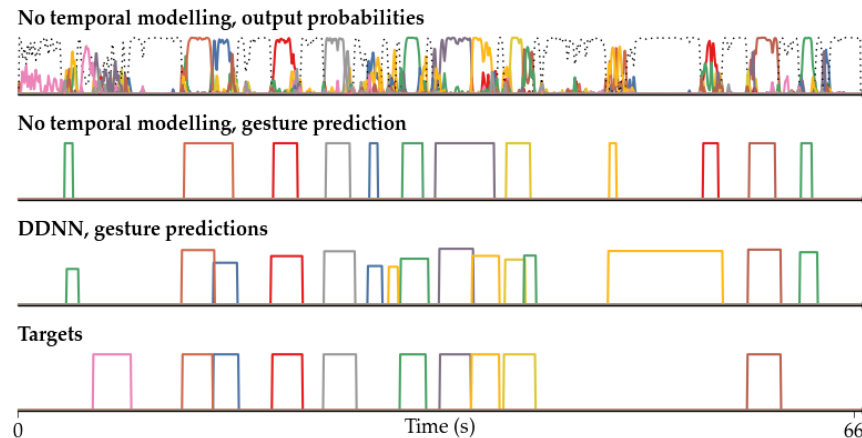 No temporal modelling, output probabilities
No temporal modelling, gesture prediction
DDNN, gesture predictions
Targets
0 Time (s) 66